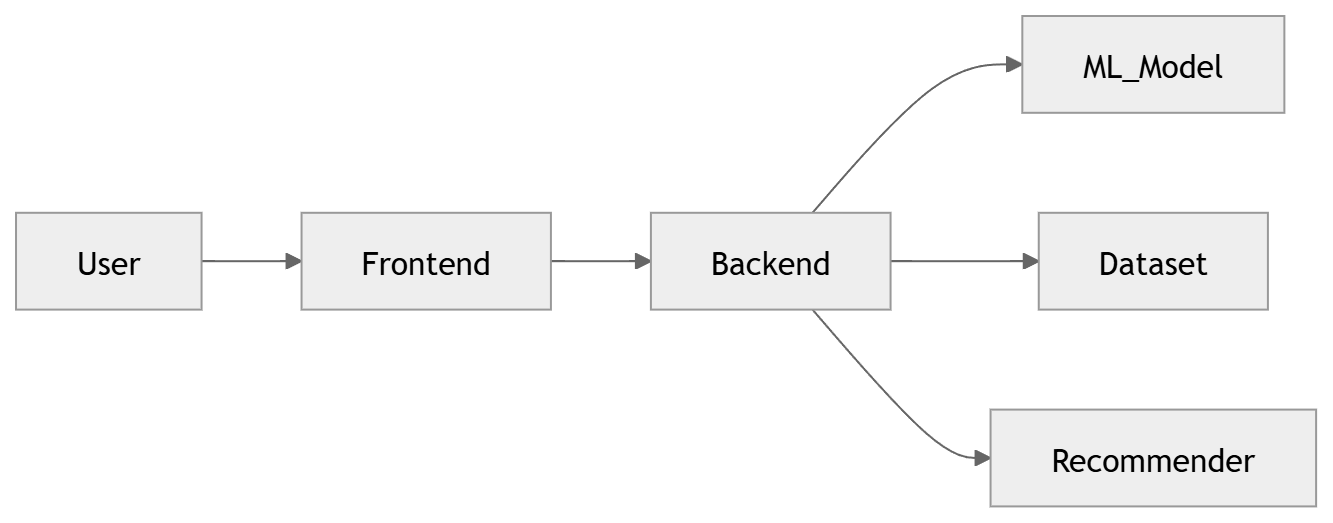 ML_Model
User
Frontend
Backend
Dataset
Recommender